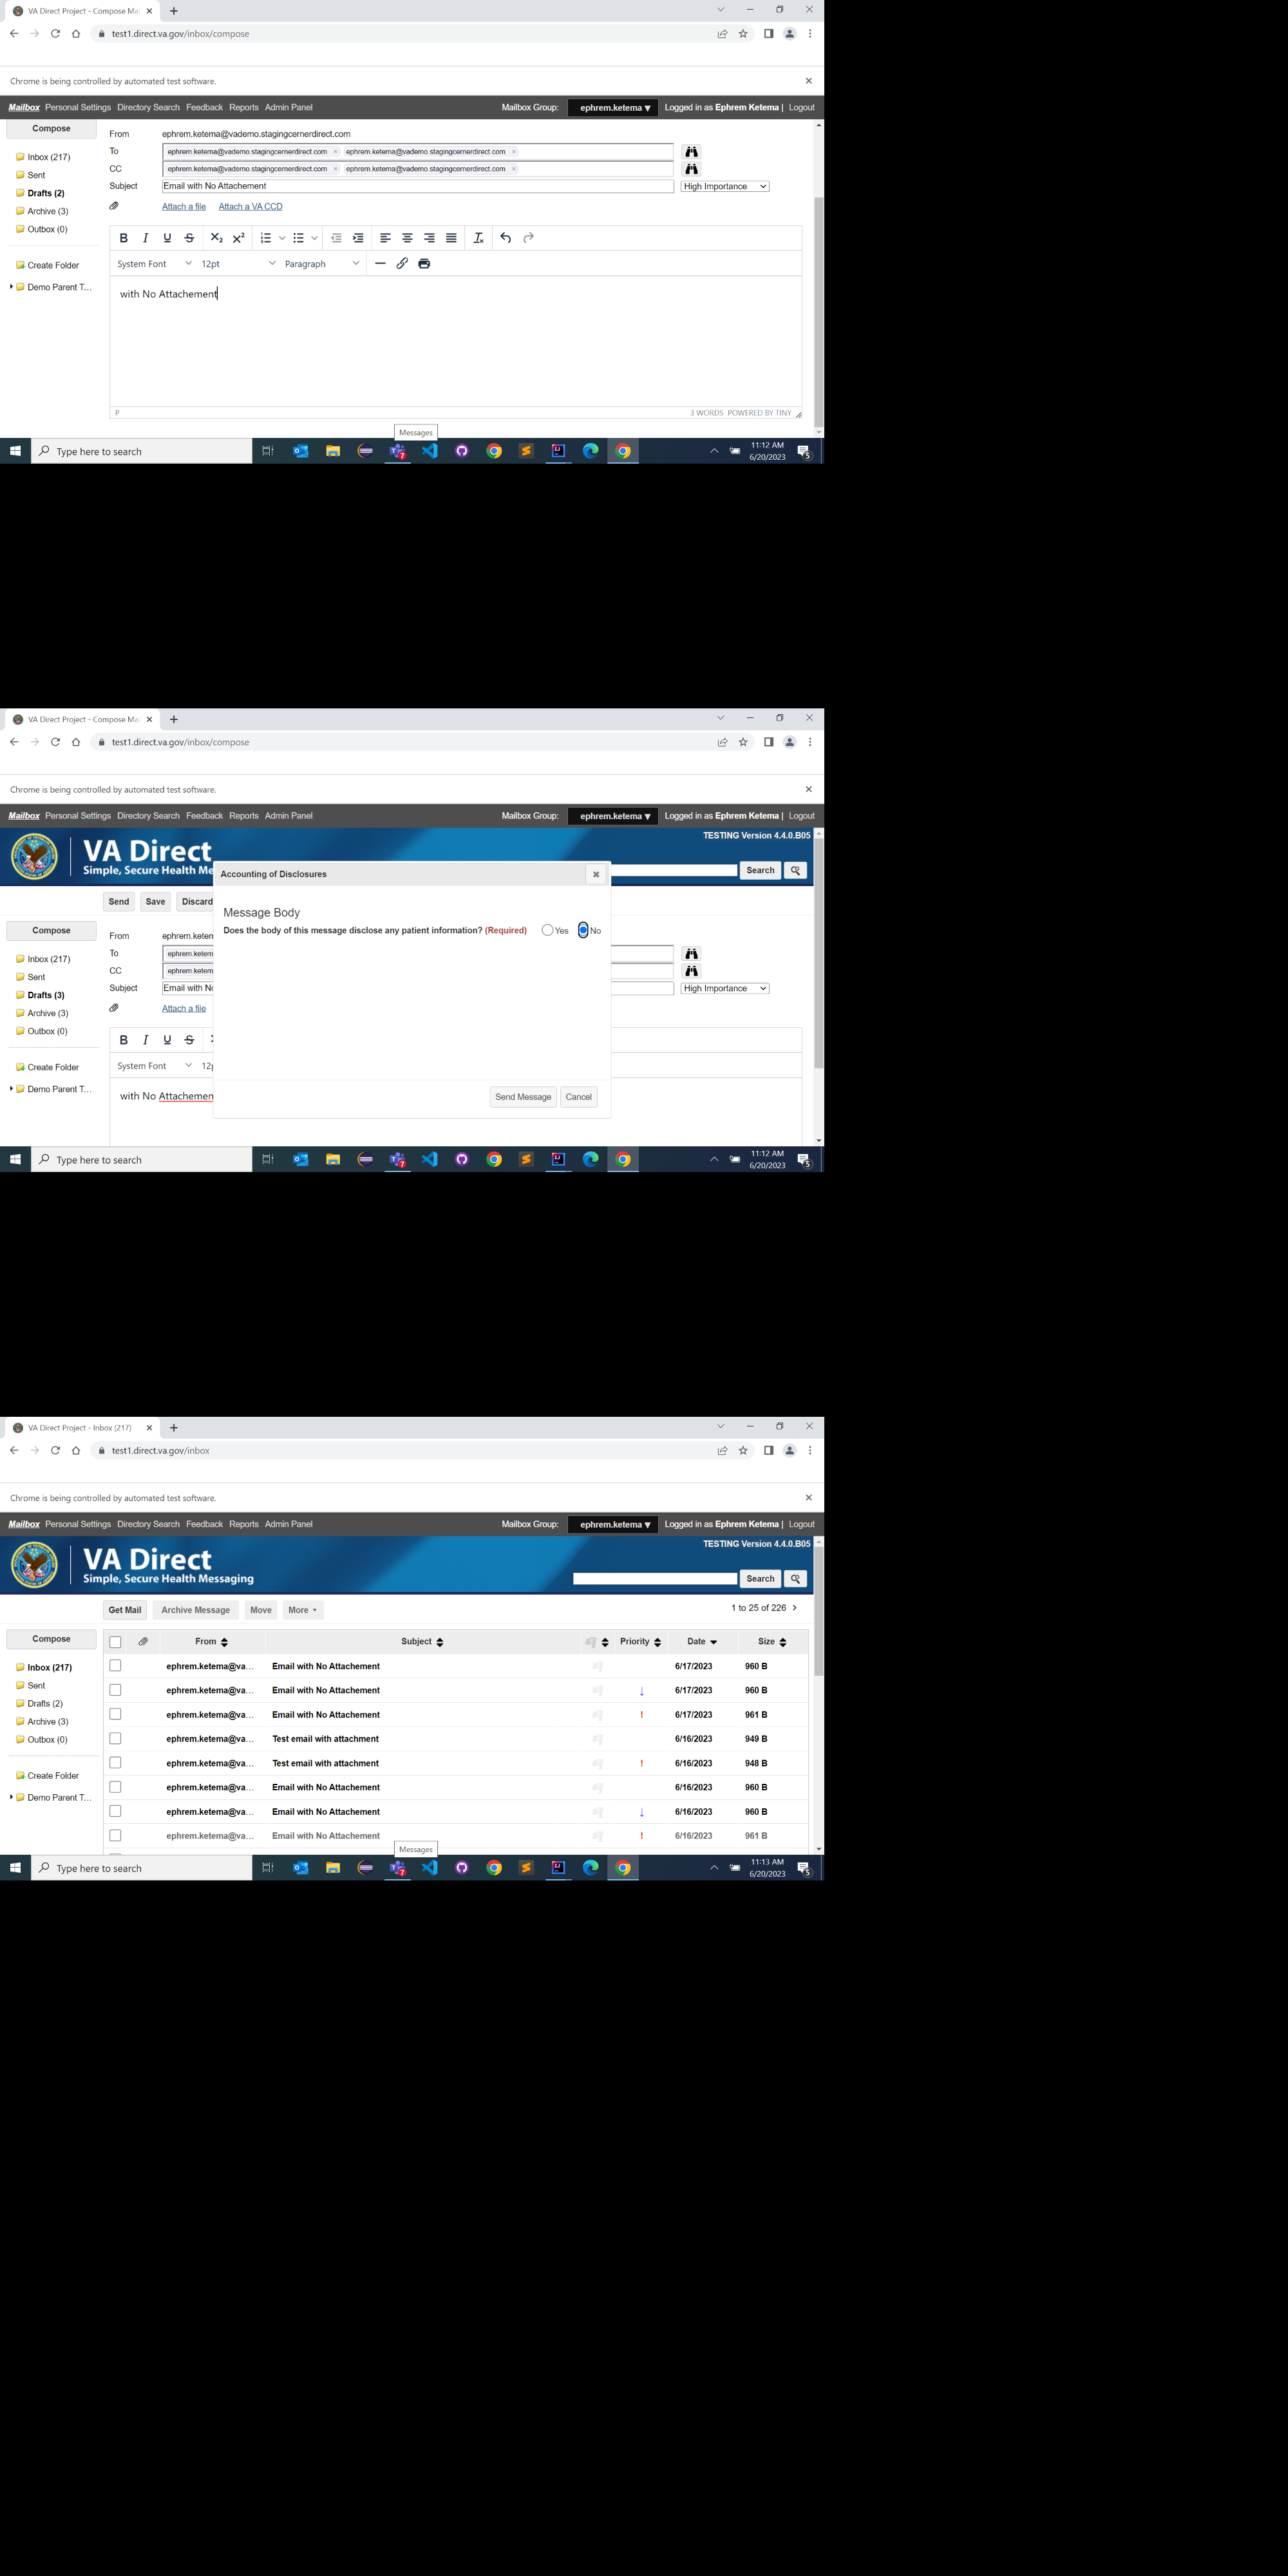 VA Direct Project - Compose Ma
test1.direct.va.gov/inbox/compose
Chrome is being controlled by automated test software.
Mailbox Personal Settings Directory Search Feedback Reports Admin Panel Mailbox Group: ephrem.ketema ▼ Logged in as Ephrem Ketema | Logout
Compose
From ephrem.ketema@vademo.stagingcernerdirect.com
Inbox (217)
To ephrem.ketema@vademo.stagingcernerdirect.com × ephrem.ketema@vademo.stagingcernerdirect.com ×
Sent
CC ephrem.ketema@vademo.stagingcernerdirect.com × ephrem.ketema@vademo.stagingcernerdirect.com ×
Drafts (2)
Subject Email with No Attachement High Importance
Archive (3)
Attach a file Attach a VA CCD
Outbox (0)
Create Folder
System Font 12pt Paragraph
Demo Parent T...
with No Attachement
P 3 WORDS POWERED BY TINY
Messages
Type here to search
11:12 AM
6/20/2023
VA Direct Project - Compose Ma
test1.direct.va.gov/inbox/compose
Chrome is being controlled by automated test software.
Mailbox Personal Settings Directory Search Feedback Reports Admin Panel Mailbox Group: ephrem.ketema ▼ Logged in as Ephrem Ketema | Logout
TESTING Version 4.4.0.B05
VA Direct
Simple, Secure Health Me
Search
Accounting of Disclosures
Send Save Discard
Message Body
Does the body of this message disclose any patient information? (Required) Yes No
Compose
From ephrem.keterr
Inbox (217)
To ephrem.ketem
Sent
CC ephrem.ketem
Drafts (3)
Subject Email with No High Importance
Archive (3)
Attach a file
Outbox (0)
B I U S
Create Folder
System Font 12p
Demo Parent T...
with No Attachemen
Send Message Cancel
Type here to search
11:12 AM
6/20/2023
VA Direct Project - Inbox (217)
test1.direct.va.gov/inbox
Chrome is being controlled by automated test software.
Mailbox Personal Settings Directory Search Feedback Reports Admin Panel Mailbox Group: ephrem.ketema ▼ Logged in as Ephrem Ketema | Logout
TESTING Version 4.4.0.B05
VA Direct
Simple, Secure Health Messaging
Search
Get Mail Archive Message Move More 1 to 25 of 226
Compose
From Subject Priority Date Size
Inbox (217)
ephrem.ketema@va... Email with No Attachement 6/17/2023 960 B
Sent
ephrem.ketema@va... Email with No Attachement ↓ 6/17/2023 960 B
Drafts (2)
ephrem.ketema@va... Email with No Attachement ! 6/17/2023 961 B
Archive (3)
Outbox (0)
ephrem.ketema@va... Test email with attachment 6/16/2023 949 B
ephrem.ketema@va... Test email with attachment ! 6/16/2023 948 B
Create Folder
ephrem.ketema@va... Email with No Attachement 6/16/2023 960 B
Demo Parent T...
ephrem.ketema@va... Email with No Attachement ↓ 6/16/2023 960 B
ephrem.ketema@va... Email with No Attachement ! 6/16/2023 961 B
Messages
Type here to search
11:13 AM
6/20/2023